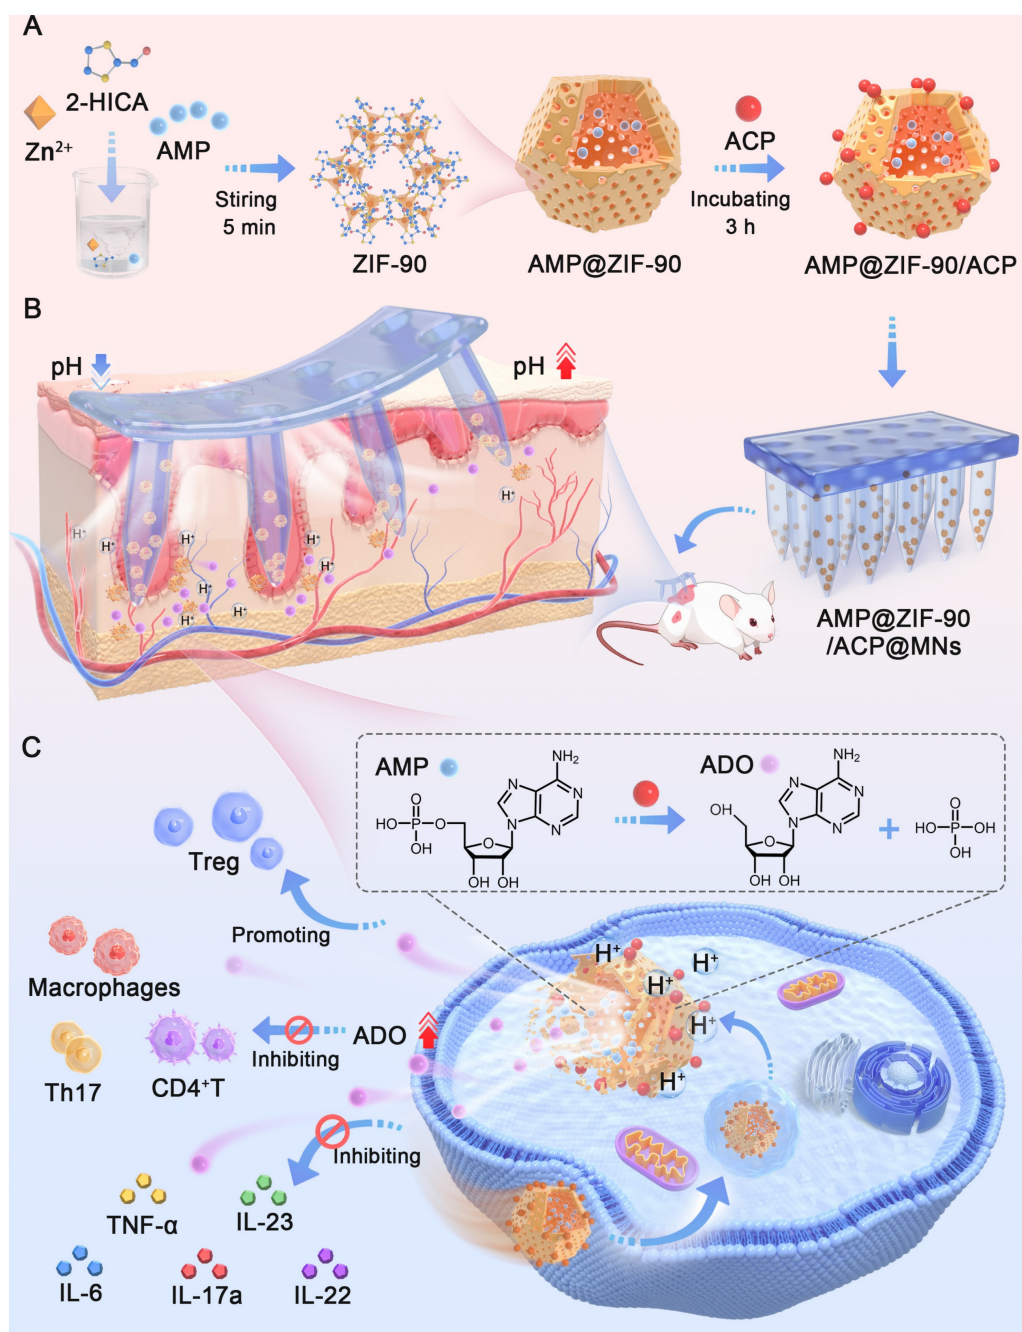 A
2-HICA
Zn²⁺
AMP
Stiring
5 min
ZIF-90
AMP@ZIF-90
ACP
Incubating
3 h
AMP@ZIF-90/ACP
B
pH
pH
H⁺
H⁺
H⁺
H⁺
H⁺
H⁺
H⁺
H⁺
H⁺
AMP@ZIF-90
/ACP@MNs
C
AMP
NH₂
N
N
N
N
O
HO-P-O
OH
O
OH OH
ADO
NH₂
N
N
N
N
OH
O
OH OH
+
O
HO-P-OH
OH
Treg
Promoting
Macrophages
Th17
CD4⁺T
Inhibiting
ADO
Inhibiting
TNF-α
IL-23
IL-6
IL-17a
IL-22
H⁺
H⁺
H⁺
H⁺
H⁺